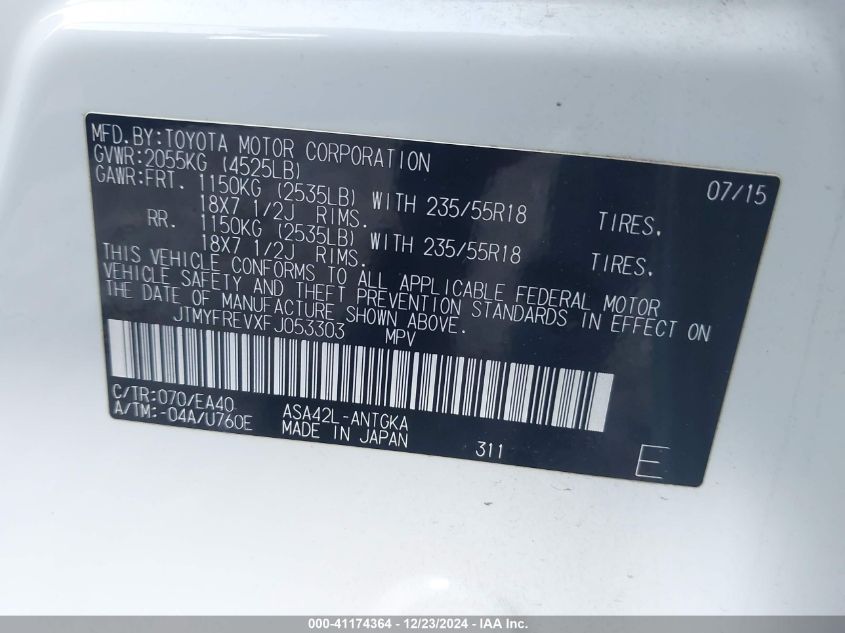 MFD.BY:TOYOTA MOTOR CORPORATION 07/15
GVWR:2055KG (4525LB)
GAWR:FRT. 1150KG (2535LB) WITH 235/55R18 TIRES.
18X7 1/2J RIMS.
RR. 1150KG (2535LB) WITH 235/55R18 TIRES.
18X7 1/2J RIMS.
THIS VEHICLE CONFORMS TO ALL APPLICABLE FEDERAL MOTOR
VEHICLE SAFETY AND THEFT PREVENTION STANDARDS IN EFFECT ON
THE DATE OF MANUFACTURE SHOWN ABOVE.
JTMYFREVXFJ053303 MPV
C/TR:070/EA40 ASA42L-ANTGKA
A/TM:-04A/U760E MADE IN JAPAN 311 E
000-41174364 - 12/23/2024 - IAA Inc.